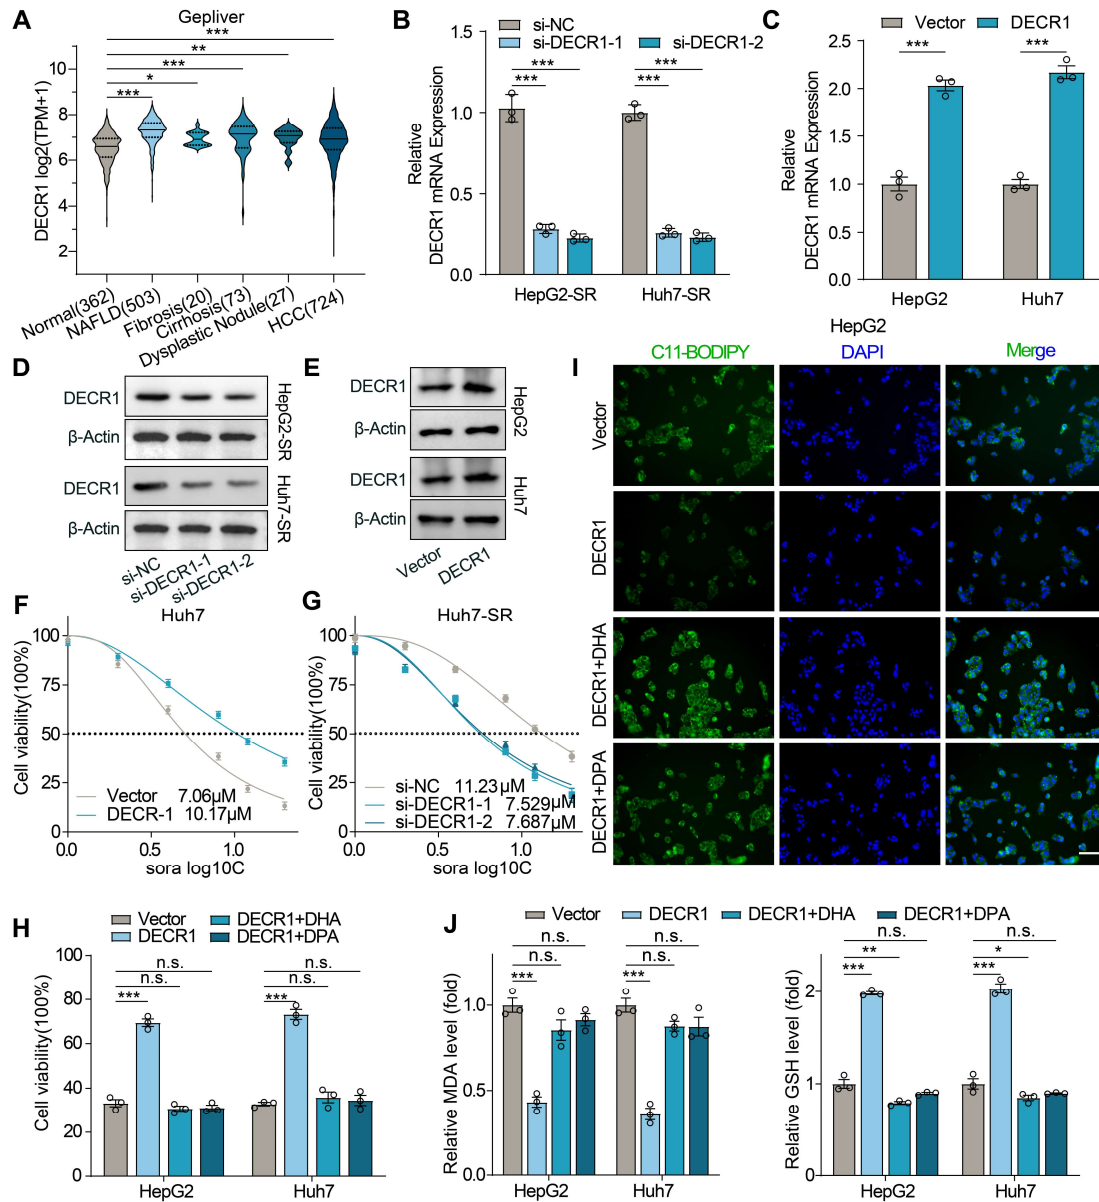 A
Gepliver
***
**
***
*
***
DECR1 log2(TPM+1)
10
8
6
4
2
Normal(362)
NAFLD(503)
Fibrosis(20)
Cirrhosis(73)
Dysplastic Nodule(27)
HCC(724)
B
si-NC
si-DECR1-1
si-DECR1-2
***
***
***
***
Relative
DECR1 mRNA Expression
1.5
1.0
0.5
0.0
HepG2-SR
Huh7-SR
C
Vector
DECR1
***
***
Relative
DECR1 mRNA Expression
2.5
2.0
1.5
1.0
0.5
0.0
HepG2
Huh7
D
DECR1
β-Actin
HepG2-SR
DECR1
β-Actin
Huh7-SR
si-NC
si-DECR1-1
si-DECR1-2
E
DECR1
β-Actin
HepG2
DECR1
β-Actin
Huh7
Vector
DECR1
F
Huh7
Cell viability(100%)
100
75
50
25
0
Vector 7.06μM
DECR-1 10.17μM
0.0
0.5
1.0
sora log10C
G
Huh7-SR
Cell viability(100%)
100
75
50
25
0
si-NC 11.23μM
si-DECR1-1 7.529μM
si-DECR1-2 7.687μM
0.0
0.5
1.0
sora log10C
I
HepG2
C11-BODIPY
DAPI
Merge
Vector
DECR1
DECR1+DHA
DECR1+DPA
H
Vector
DECR1
DECR1+DHA
DECR1+DPA
n.s.
n.s.
***
n.s.
n.s.
***
Cell viability(100%)
100
80
60
40
20
0
HepG2
Huh7
J
Vector
DECR1
DECR1+DHA
DECR1+DPA
n.s.
n.s.
***
n.s.
n.s.
***
Relative MDA level (fold)
1.0
0.5
0.0
HepG2
Huh7
n.s.
**
***
n.s.
*
***
Relative GSH level (fold)
2
1
0
HepG2
Huh7